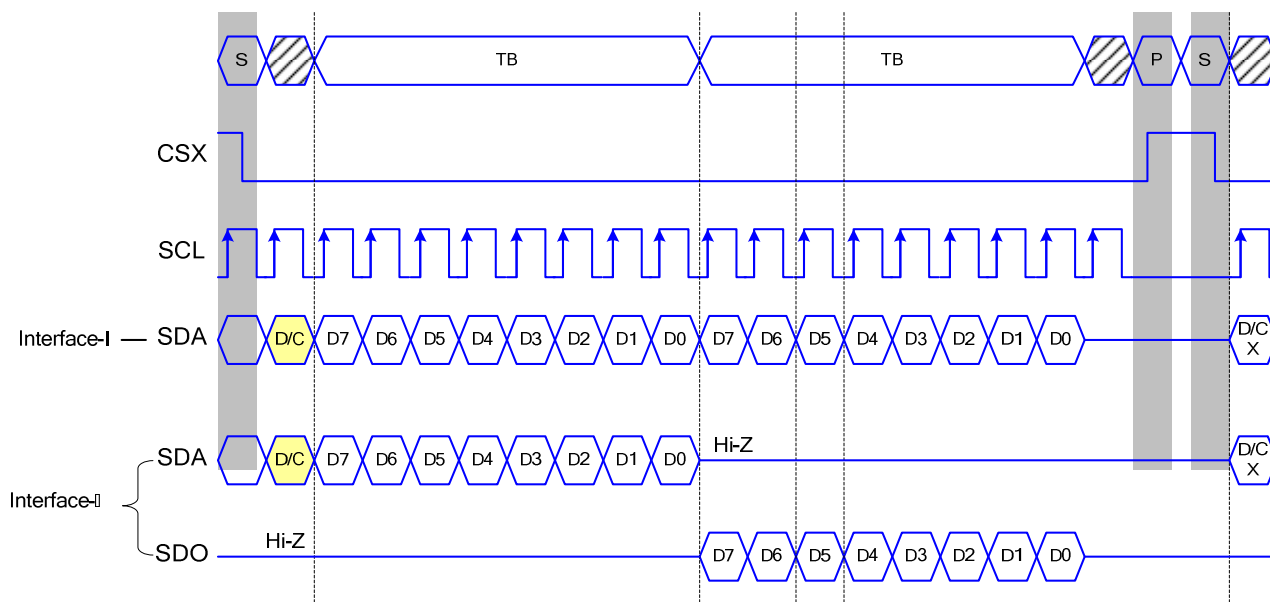 S TB TB P S
CSX
SCL
Interface-I SDA D/C D7 D6 D5 D4 D3 D2 D1 D0 D7 D6 D5 D4 D3 D2 D1 D0 D/C
X
SDA D/C D7 D6 D5 D4 D3 D2 D1 D0 Hi-Z D/C
X
Interface-
SDO Hi-Z D7 D6 D5 D4 D3 D2 D1 D0